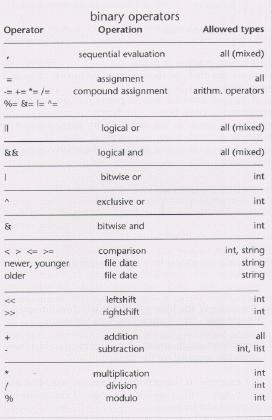 binary operators
Operator Operation Allowed types
, sequential evaluation all (mixed)
= assignment all
-= += *= /= compound assignment arithm. operators
%= &= |= ^=
|| logical or all (mixed)
&& logical and all (mixed)
| bitwise or int
^ exclusive or int
& bitwise and int
< > <= >= comparison int, string
newer, younger file date string
older file date string
<< leftshift int
>> rightshift int
+ addition all
- subtraction int, list
* multiplication int
/ division int
% modulo int